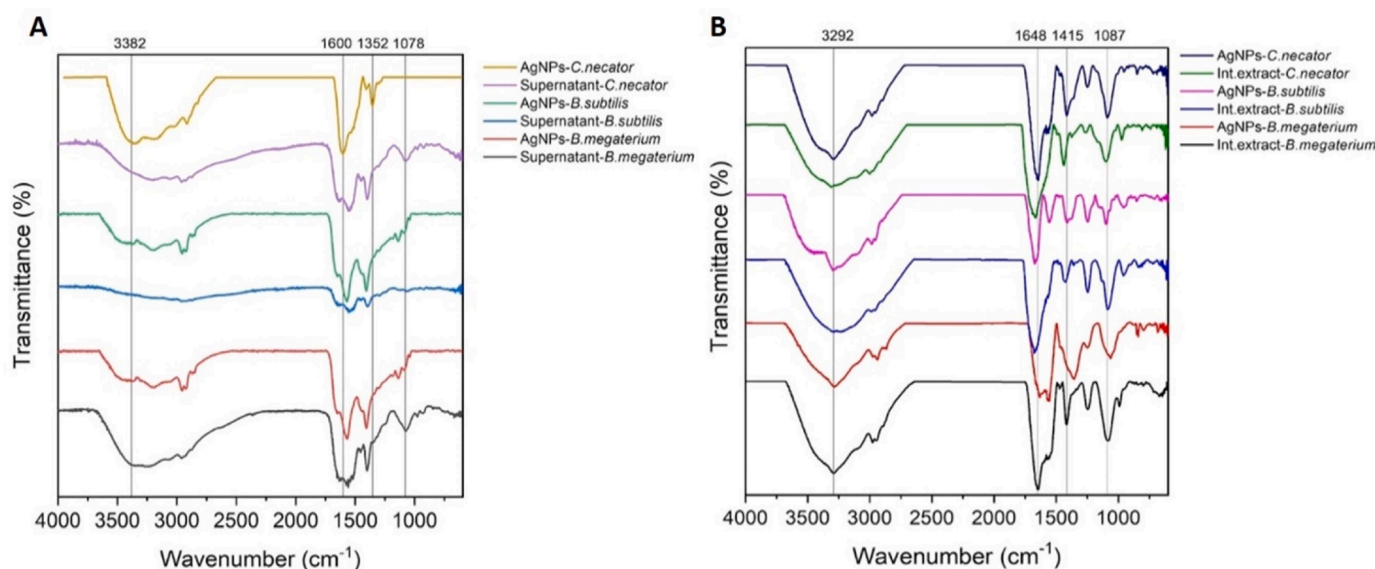 A
3382 1600 1352 1078
AgNPs-C.necator
Supernatant-C.necator
AgNPs-B.subtilis
Supernatant-B.subtilis
AgNPs-B.megaterium
Supernatant-B.megaterium
Transmittance (%)
4000 3500 3000 2500 2000 1500 1000
Wavenumber (cm⁻¹)
B
3292 1648 1415 1087
AgNPs-C.necator
Int.extract-C.necator
AgNPs-B.subtilis
Int.extract-B.subtilis
AgNPs-B.megaterium
Int.extract-B.megaterium
Transmittance (%)
4000 3500 3000 2500 2000 1500 1000
Wavenumber (cm⁻¹)